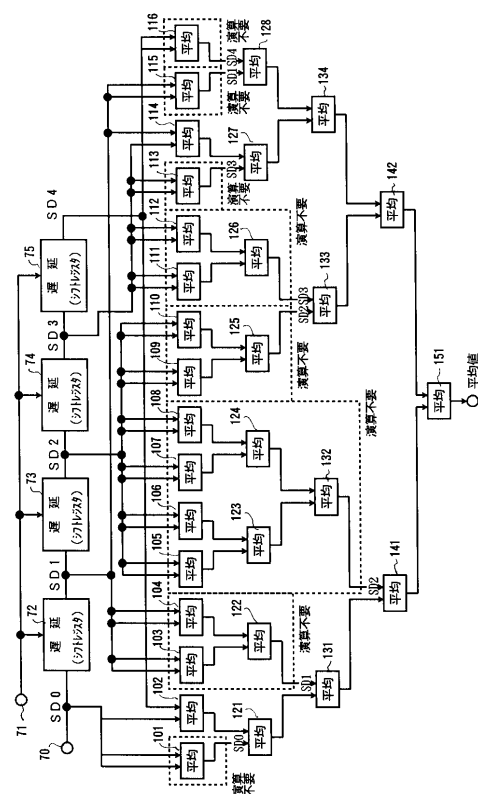 71
70
SD0
72
遅延
(シフトレジスタ)
SD1
73
遅延
(シフトレジスタ)
SD2
74
遅延
(シフトレジスタ)
SD3
75
遅延
(シフトレジスタ)
SD4
101
平均
102
平均
103
平均
104
平均
105
平均
106
平均
107
平均
108
平均
109
平均
110
平均
111
平均
112
平均
113
平均
114
平均
115
平均
116
平均
演算不要
SD0
121
平均
122
平均
演算不要
123
平均
124
平均
125
平均
演算不要
126
平均
演算不要
SD3
演算不要
127
平均
演算不要
SD1
SD4
演算不要
128
平均
SD1
131
平均
132
平均
演算不要
SD2
SD3
133
平均
134
平均
SD2
141
平均
142
平均
151
平均
平均値